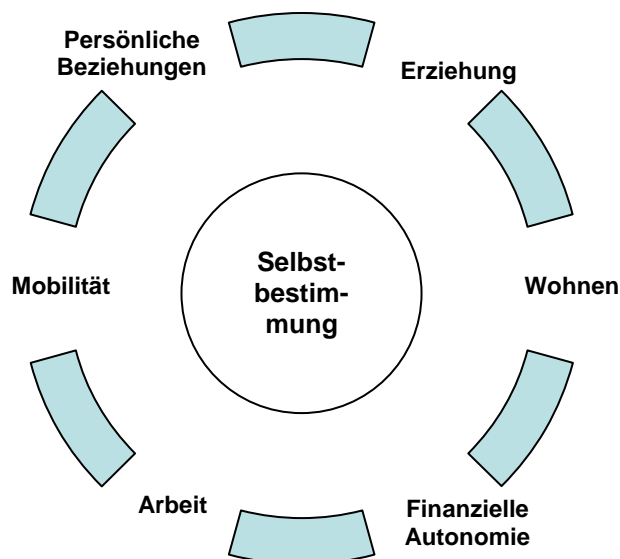 Persönliche
Beziehungen
Erziehung
Selbst-
bestim-
mung
Mobilität
Wohnen
Arbeit
Finanzielle
Autonomie